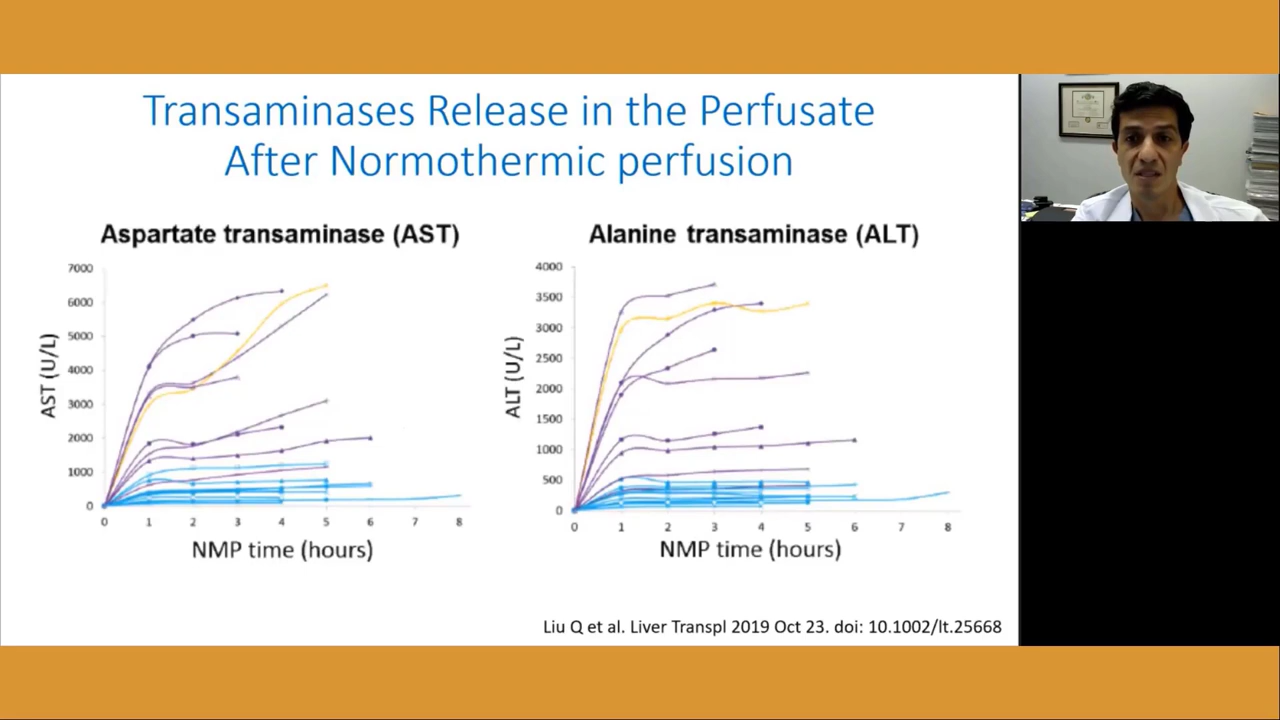 Transaminases Release in the Perfusate
After Normothermic perfusion
Aspartate transaminase (AST)
7000
6000
5000
4000
3000
2000
1000
0
AST (U/L)
0 1 2 3 4 5 6 7 8
NMP time (hours)
Alanine transaminase (ALT)
4000
3500
3000
2500
2000
1500
1000
500
0
ALT (U/L)
0 1 2 3 4 5 6 7 8
NMP time (hours)
Liu Q et al. Liver Transpl 2019 Oct 23. doi: 10.1002/lt.25668